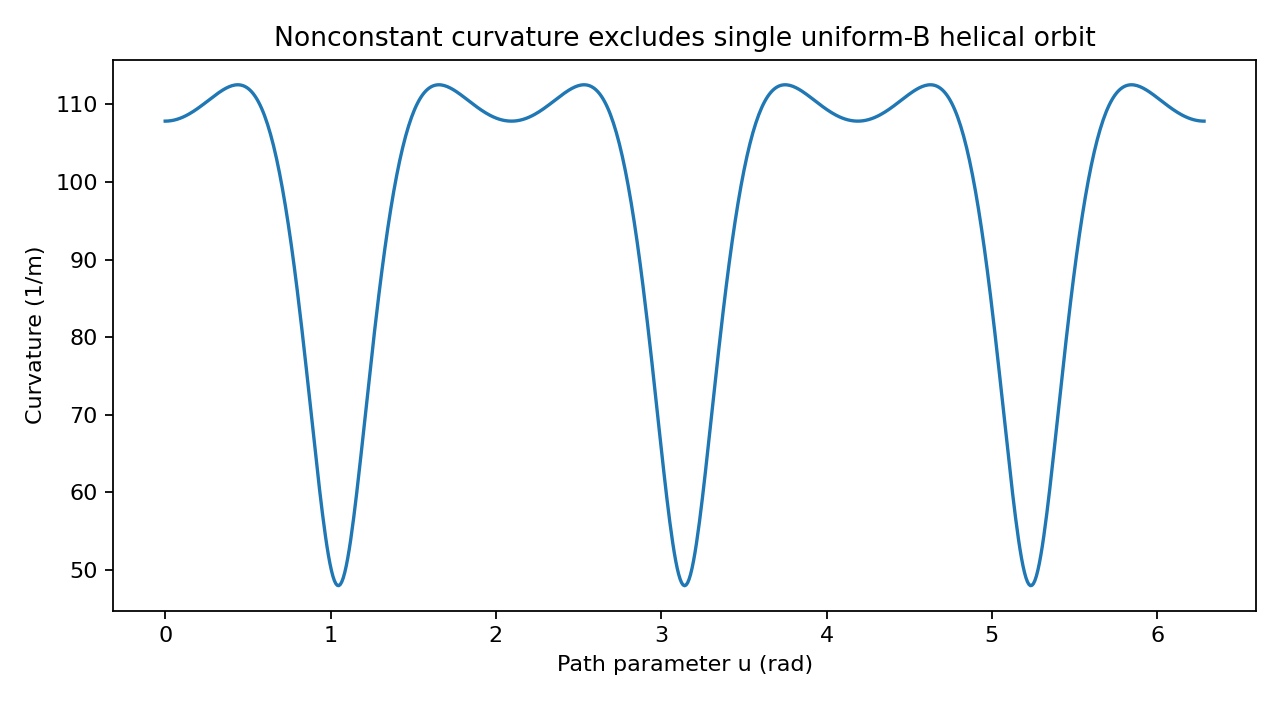 Nonconstant curvature excludes single uniform-B helical orbit
Curvature (1/m)
110
100
90
80
70
60
50
0 1 2 3 4 5 6
Path parameter u (rad)